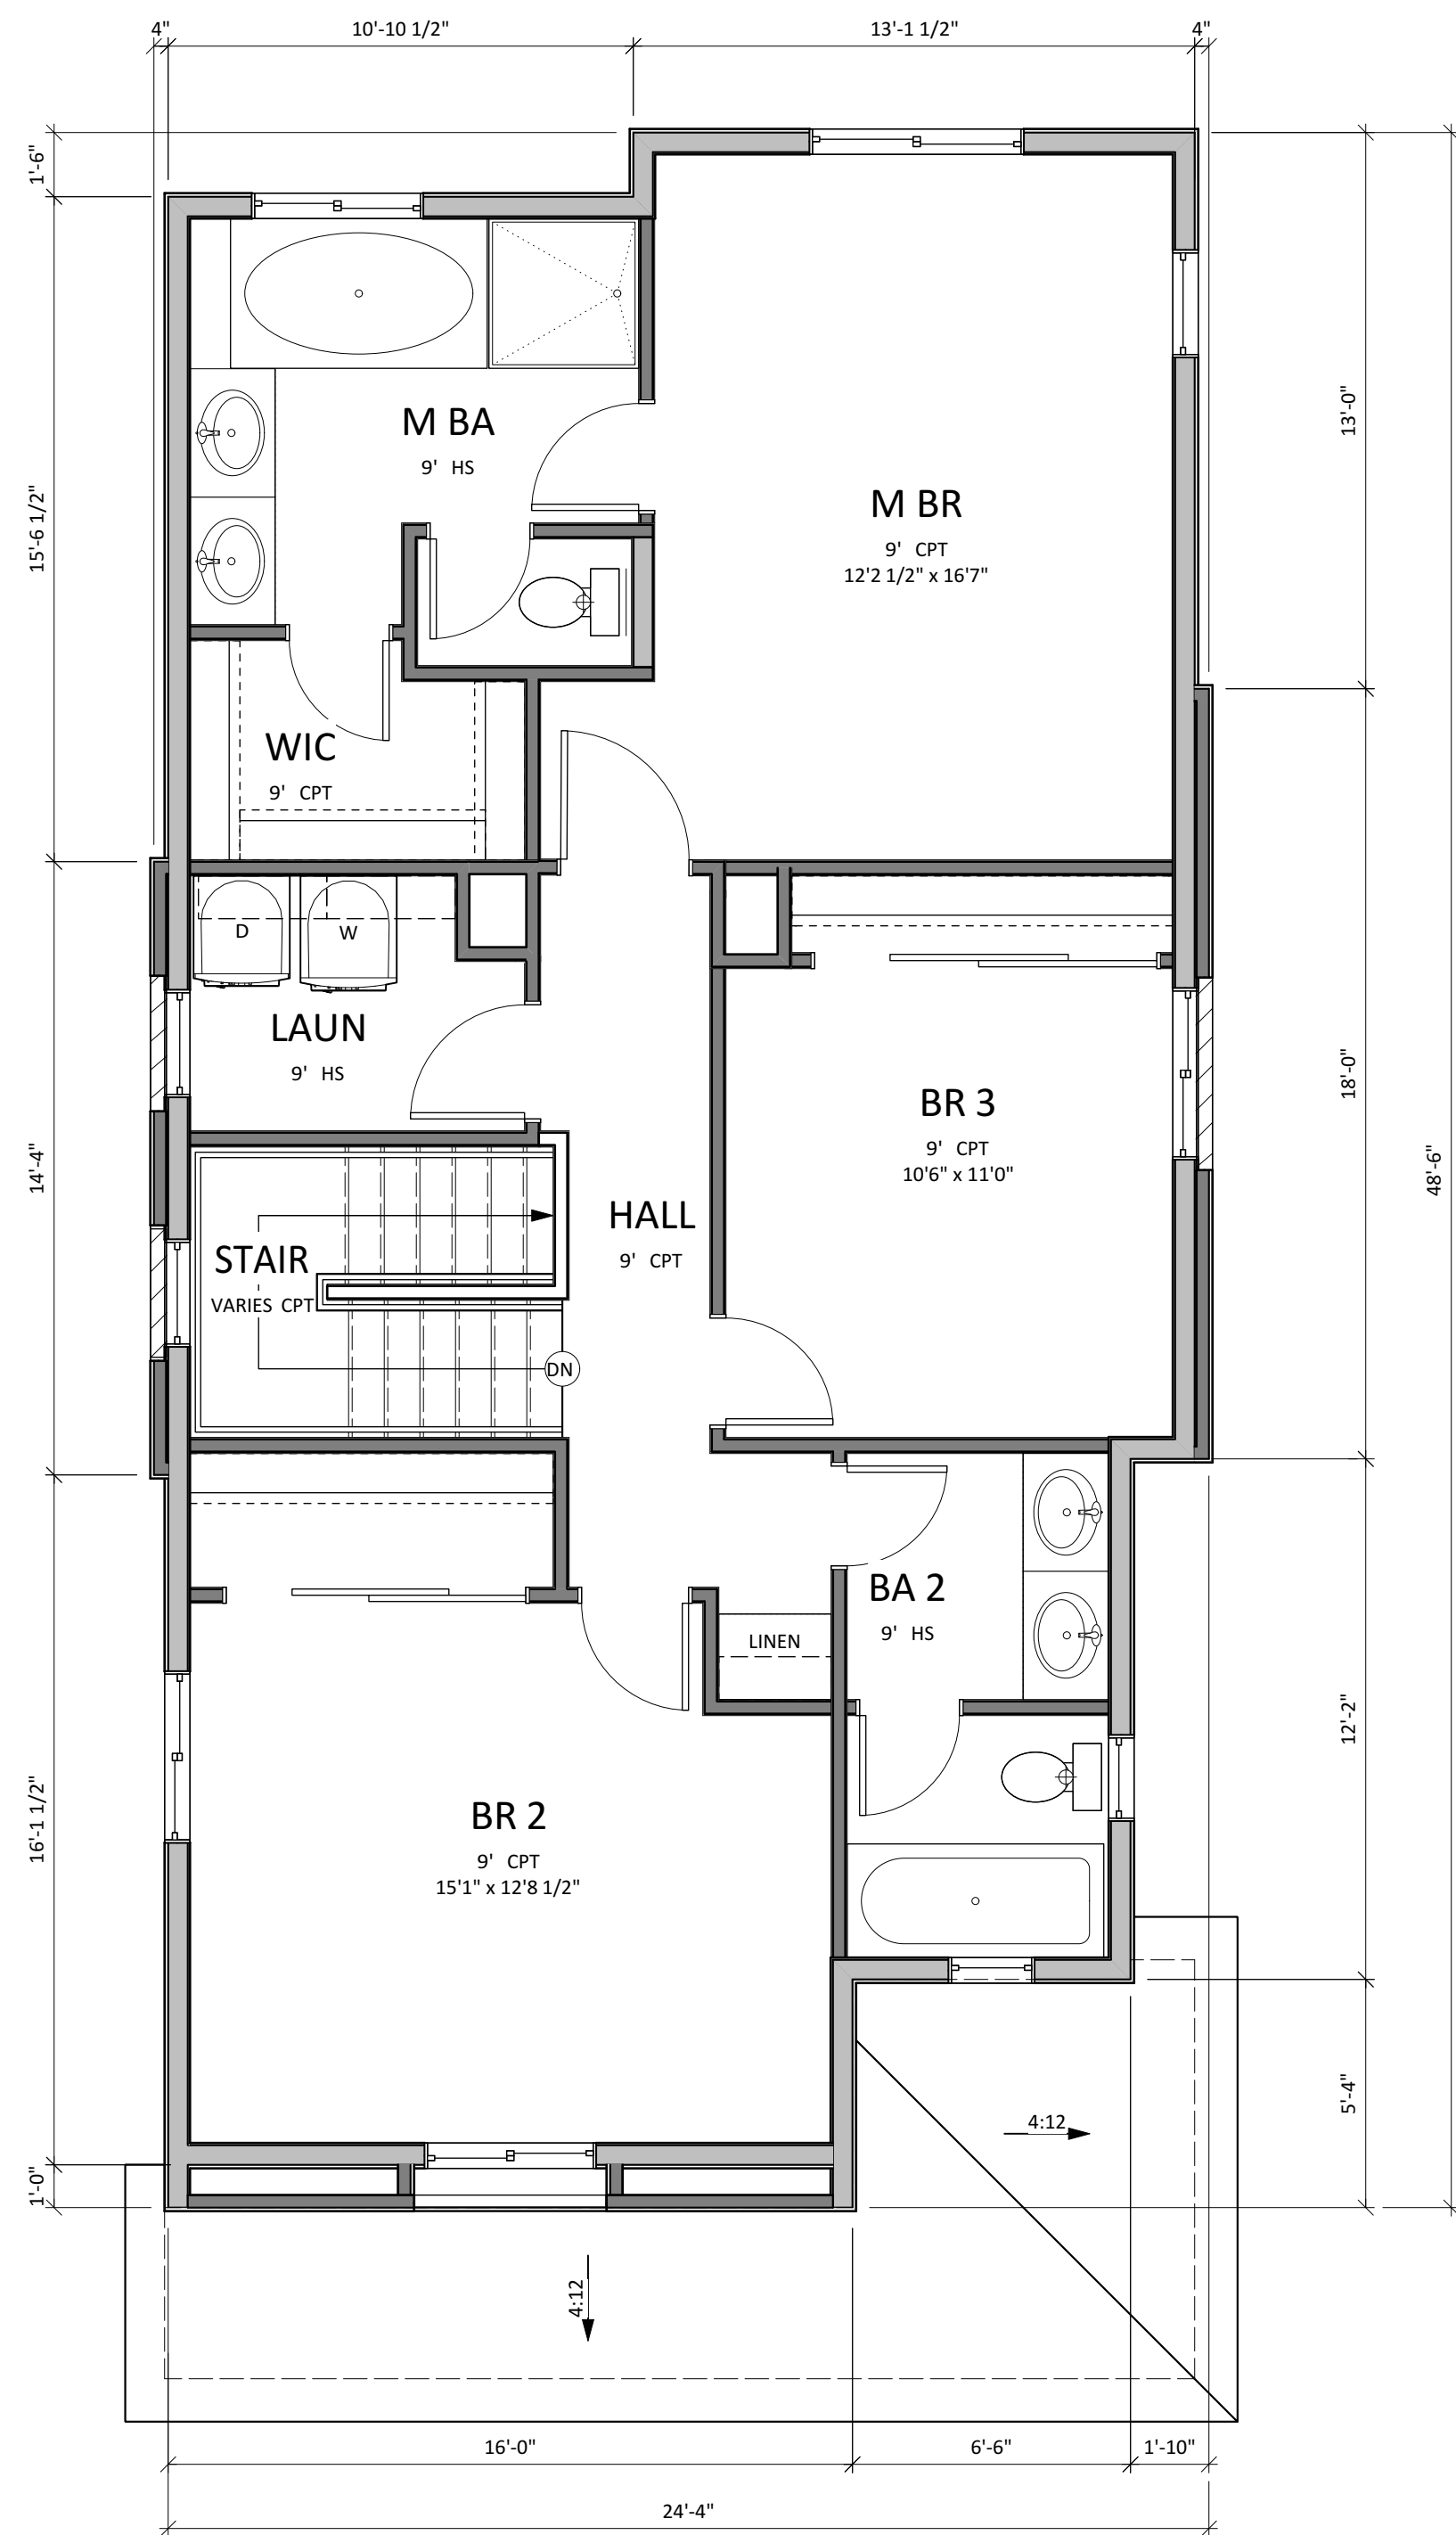 4" 10'-10 1/2" 13'-1 1/2" 4"
1'-6"
15'-6 1/2"
14'-4"
16'-1 1/2"
1'-0"
M BA
9' HS
M BR
9' CPT
12'2 1/2" x 16'7"
WIC
9' CPT
D W
LAUN
9' HS
BR 3
9' CPT
10'6" x 11'0"
HALL
9' CPT
STAIR
VARIES CPT
DN
BA 2
9' HS
LINEN
BR 2
9' CPT
15'1" x 12'8 1/2"
13'-0"
18'-0"
48'-6"
12'-2"
5'-4"
4:12
4:12
16'-0" 6'-6" 1'-10"
24'-4"